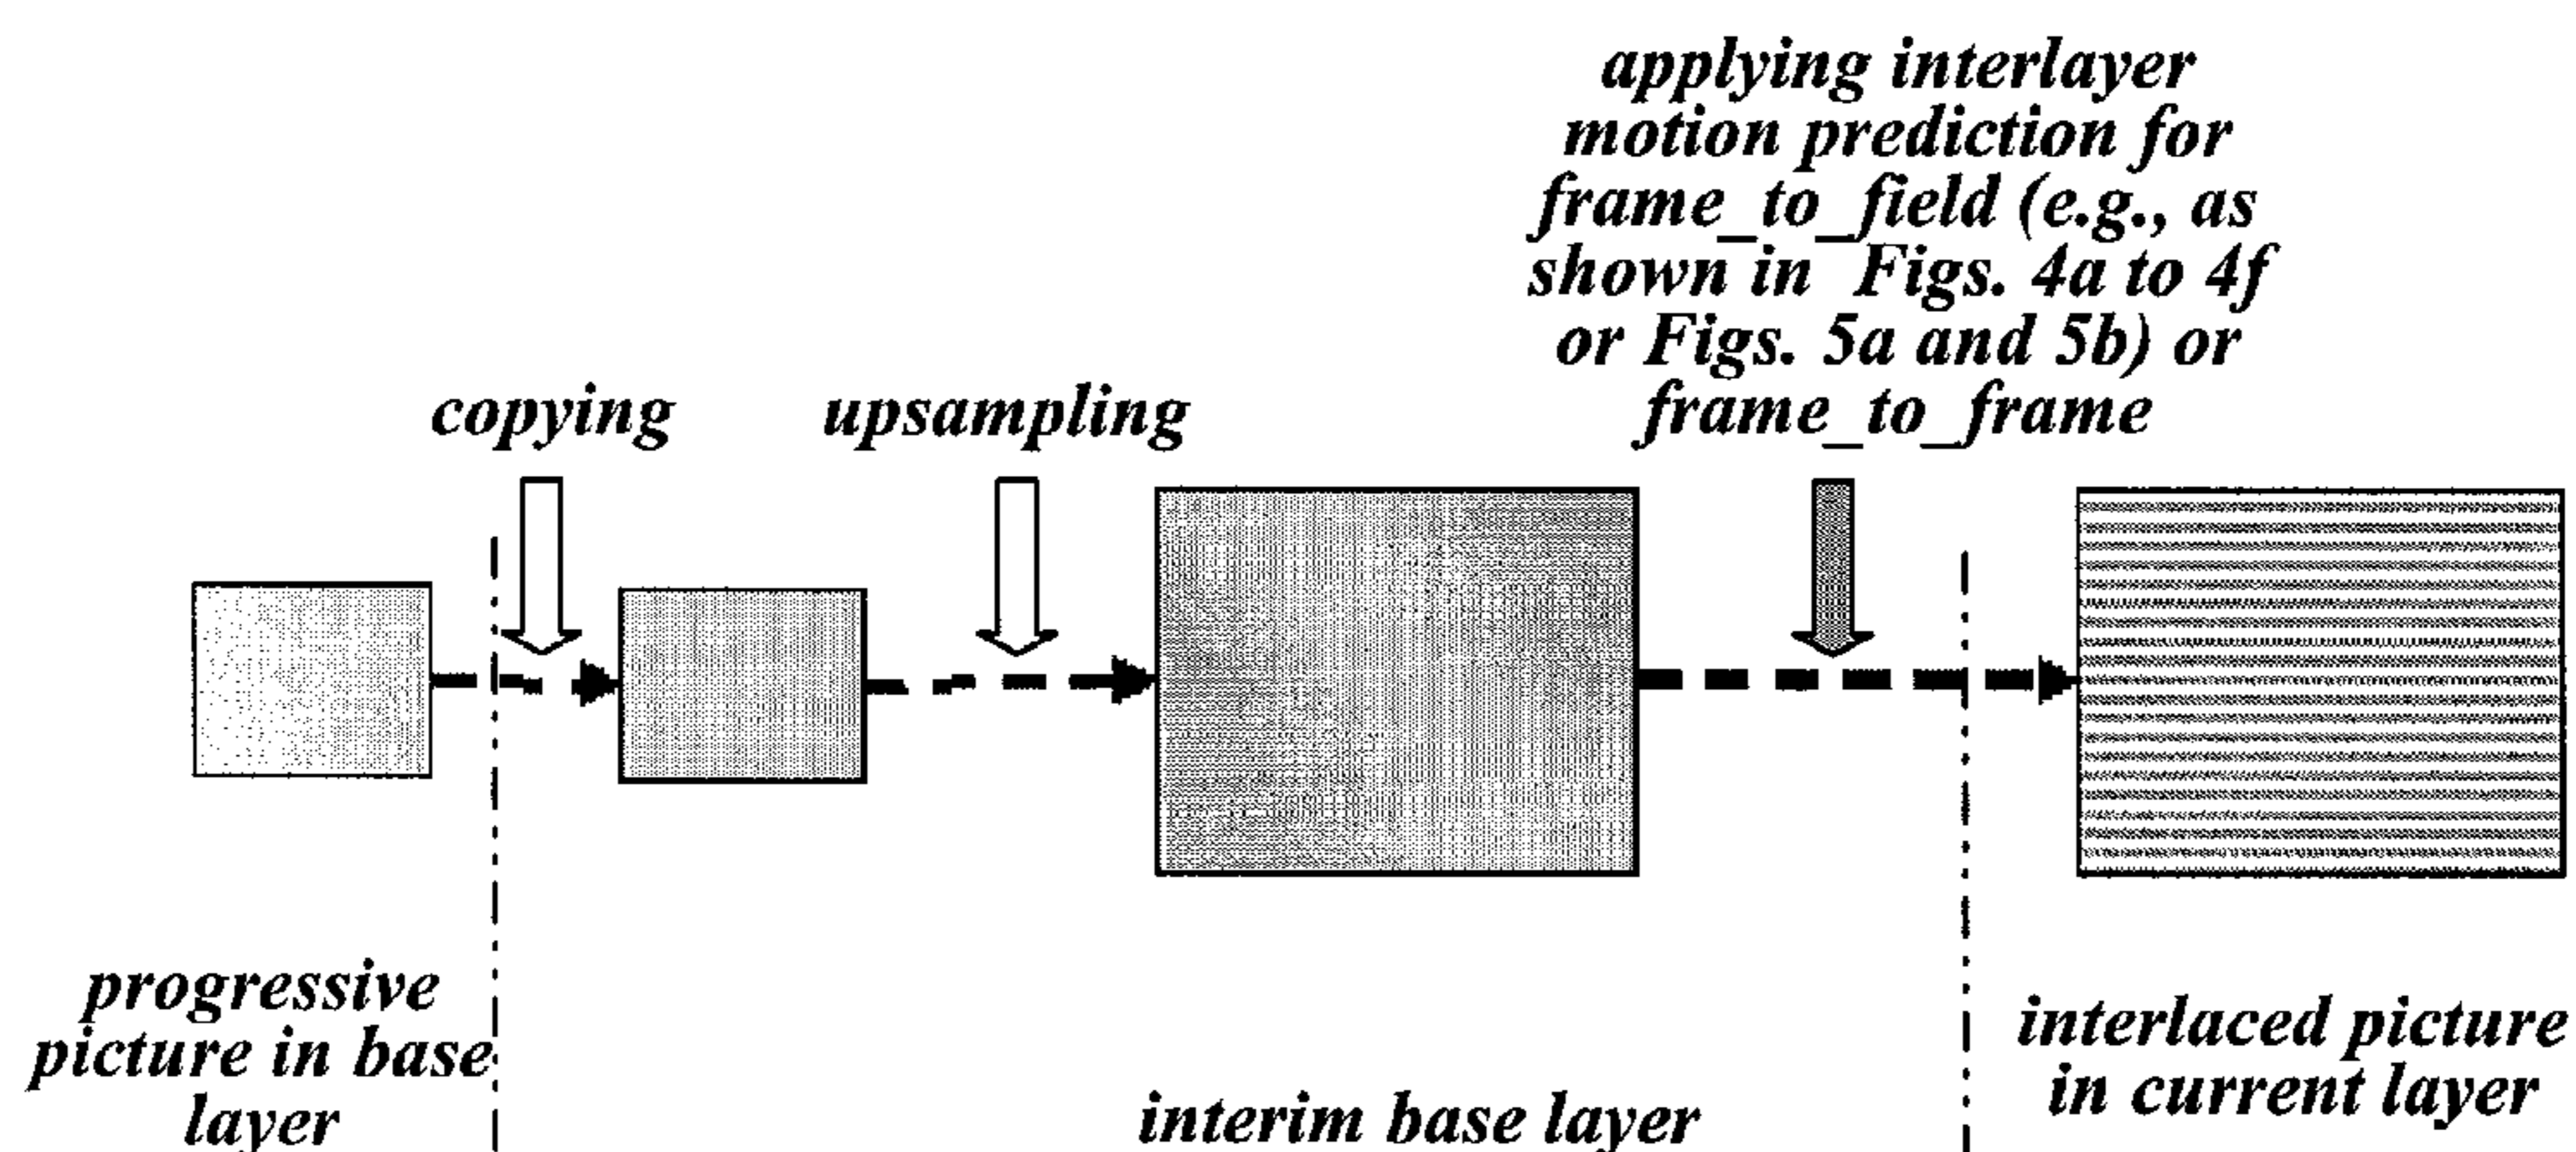 applying interlayer
motion prediction for
frame_to_field (e.g., as
shown in Figs. 4a to 4f
or Figs. 5a and 5b) or
frame_to_frame
copying
upsampling
progressive
picture in base
layer
interim base layer
interlaced picture
in current layer